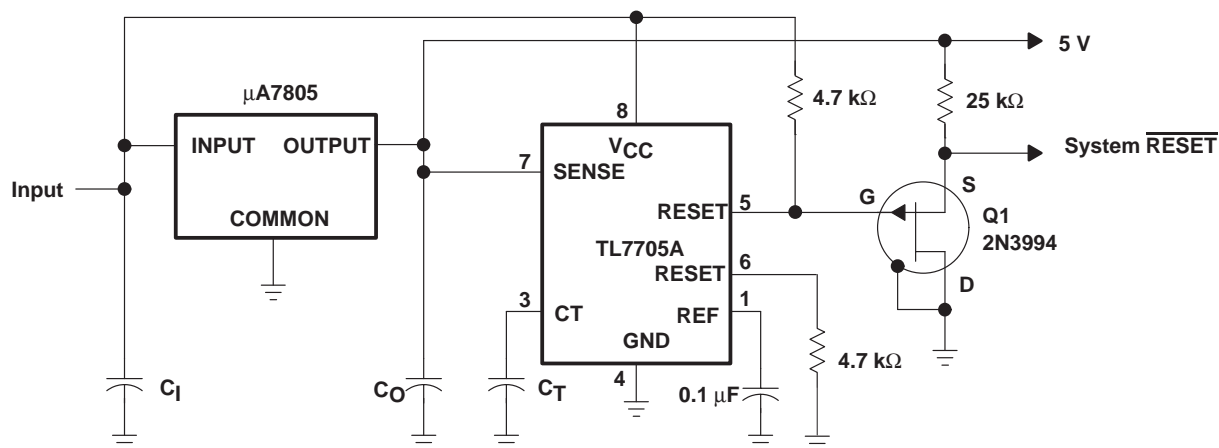 5 V
μA7805
4.7 kΩ
25 kΩ
8
INPUT OUTPUT
VCC
System RESET
7
SENSE
Input
COMMON
5
G
S
RESET
Q1
2N3994
TL7705A
6
RESET
D
3
CT
1
REF
GND
4
4.7 kΩ
CI
CO
CT
0.1 μF